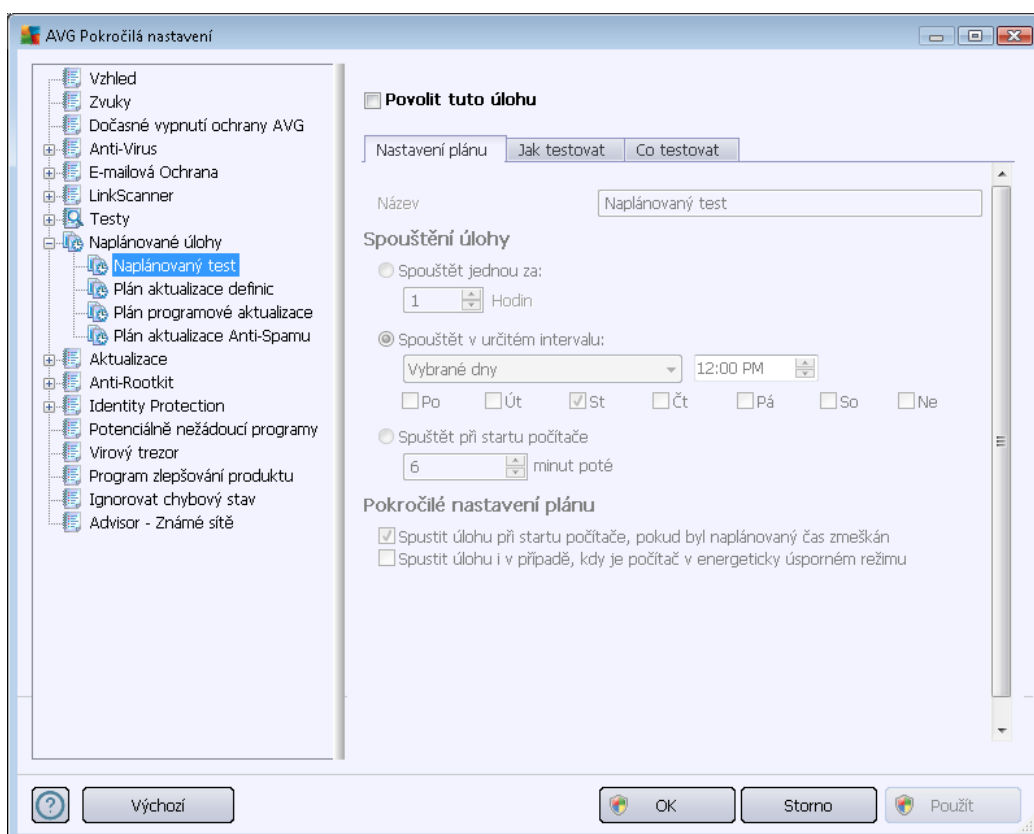 AVG Pokročilá nastavení
Vzhled
Zvuky
Dočasné vypnutí ochrany AVG
Anti-Virus
E-mailová Ochrana
LinkScanner
Testy
Naplánované úlohy
Naplánovaný test
Plán aktualizace definic
Plán programové aktualizace
Plán aktualizace Anti-Spamu
Aktualizace
Anti-Rootkit
Identity Protection
Potenciálně nežádoucí programy
Virový trezor
Program zlepšování produktu
Ignorovat chybový stav
Advisor - Známé sítě
Povolit tuto úlohu
Nastavení plánu Jak testovat Co testovat
Název Naplánovaný test
Spouštění úlohy
Spouštět jednou za:
1 Hodin
Spouštět v určitém intervalu:
Vybrané dny 12:00 PM
Po Út St Čt Pá So Ne
Spuštět při startu počítače
6 minut poté
Pokročilé nastavení plánu
Spustit úlohu při startu počítače, pokud byl naplánovaný čas zmeškán
Spustit úlohu i v případě, kdy je počítač v energeticky úsporném režimu
? Výchozí OK Storno Použít